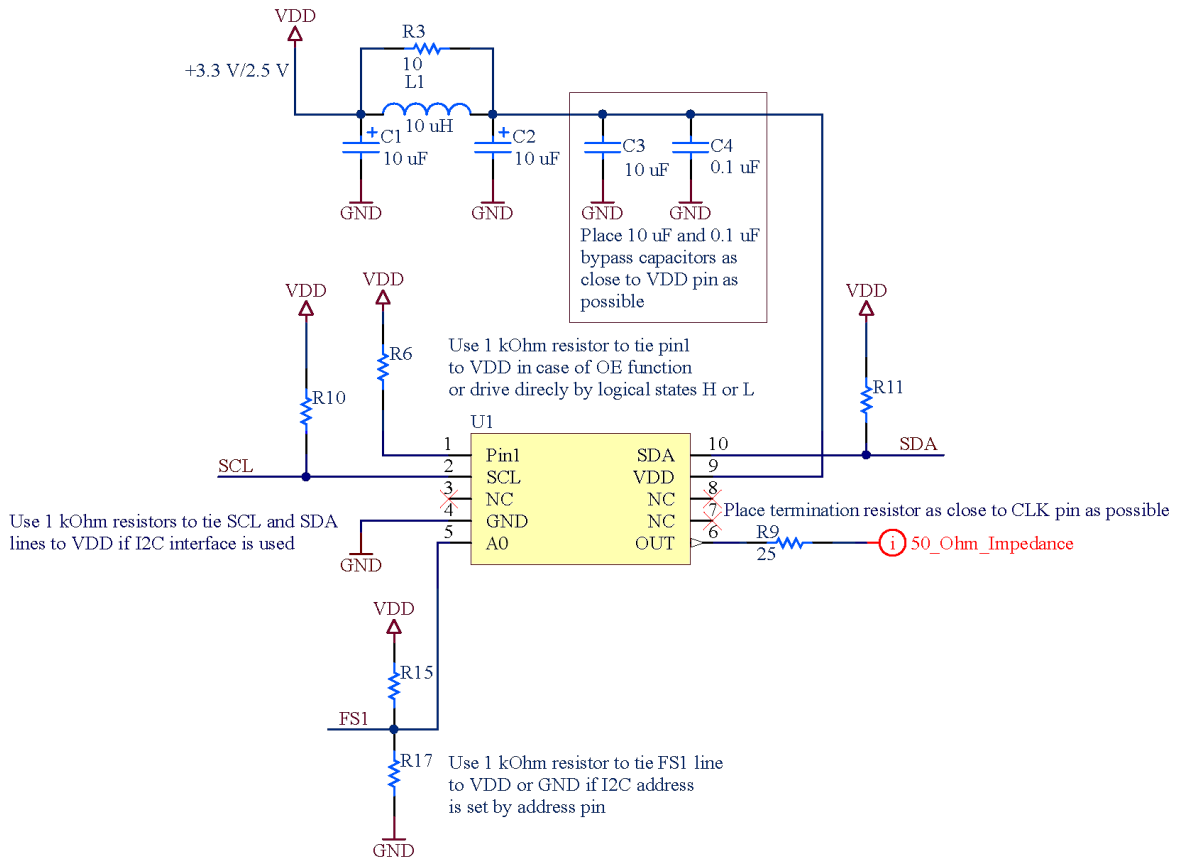 VDD
+3.3 V/2.5 V
R3
10
L1
10 uH
C1
10 uF
C2
10 uF
C3
10 uF
C4
0.1 uF
GND
GND
GND
GND
Place 10 uF and 0.1 uF
bypass capacitors as
close to VDD pin as
possible
VDD
VDD
VDD
R6
R10
R11
Use 1 kOhm resistor to tie pin1
to VDD in case of OE function
or drive direcly by logical states H or L
U1
1
Pin1
SDA
10
SDA
SCL
2
SCL
VDD
9
3
NC
NC
8
4
GND
NC
7
5
A0
OUT
6
Use 1 kOhm resistors to tie SCL and SDA
lines to VDD if I2C interface is used
GND
Place termination resistor as close to CLK pin as possible
R9
25
i
50_Ohm_Impedance
VDD
R15
FS1
R17
GND
Use 1 kOhm resistor to tie FS1 line
to VDD or GND if I2C address
is set by address pin